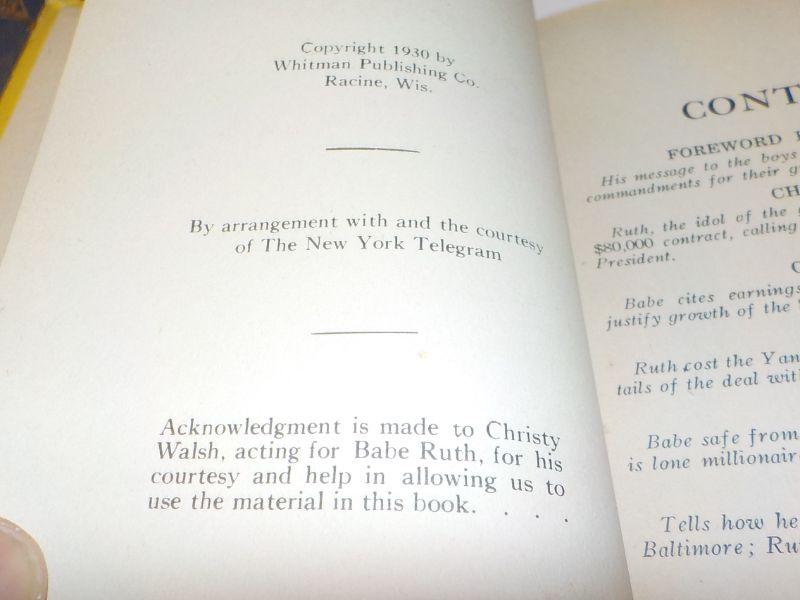 Copyright 1930 by
Whitman Publishing Co.
Racine, Wis.
By arrangement with and the courtesy
of The New York Telegram
Acknowledgment is made to Christy
Walsh, acting for Babe Ruth, for his
courtesy and help in allowing us to
use the material in this book. . . .
CONT
FOREWORD
His message to the boys
commandments for their
CH
Ruth, the idol of the
$80,000 contract, calling
President.
Babe cites earnings
justify growth of the
Ruth cost the Yan
tails of the deal with
Babe safe from
is lone millionair
Tells how he
Baltimore; Ru